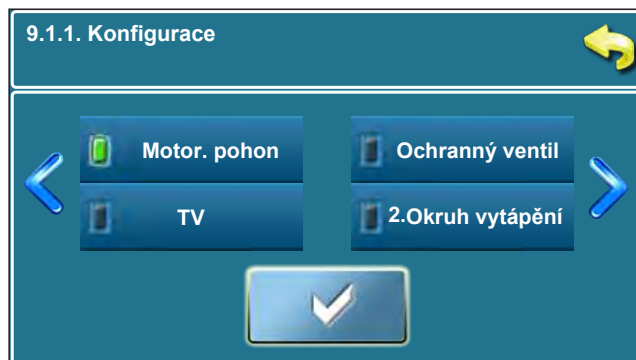 9.1.1. Konfigurace
Motor. pohon
Ochranný ventil
TV
2.Okruh vytápění